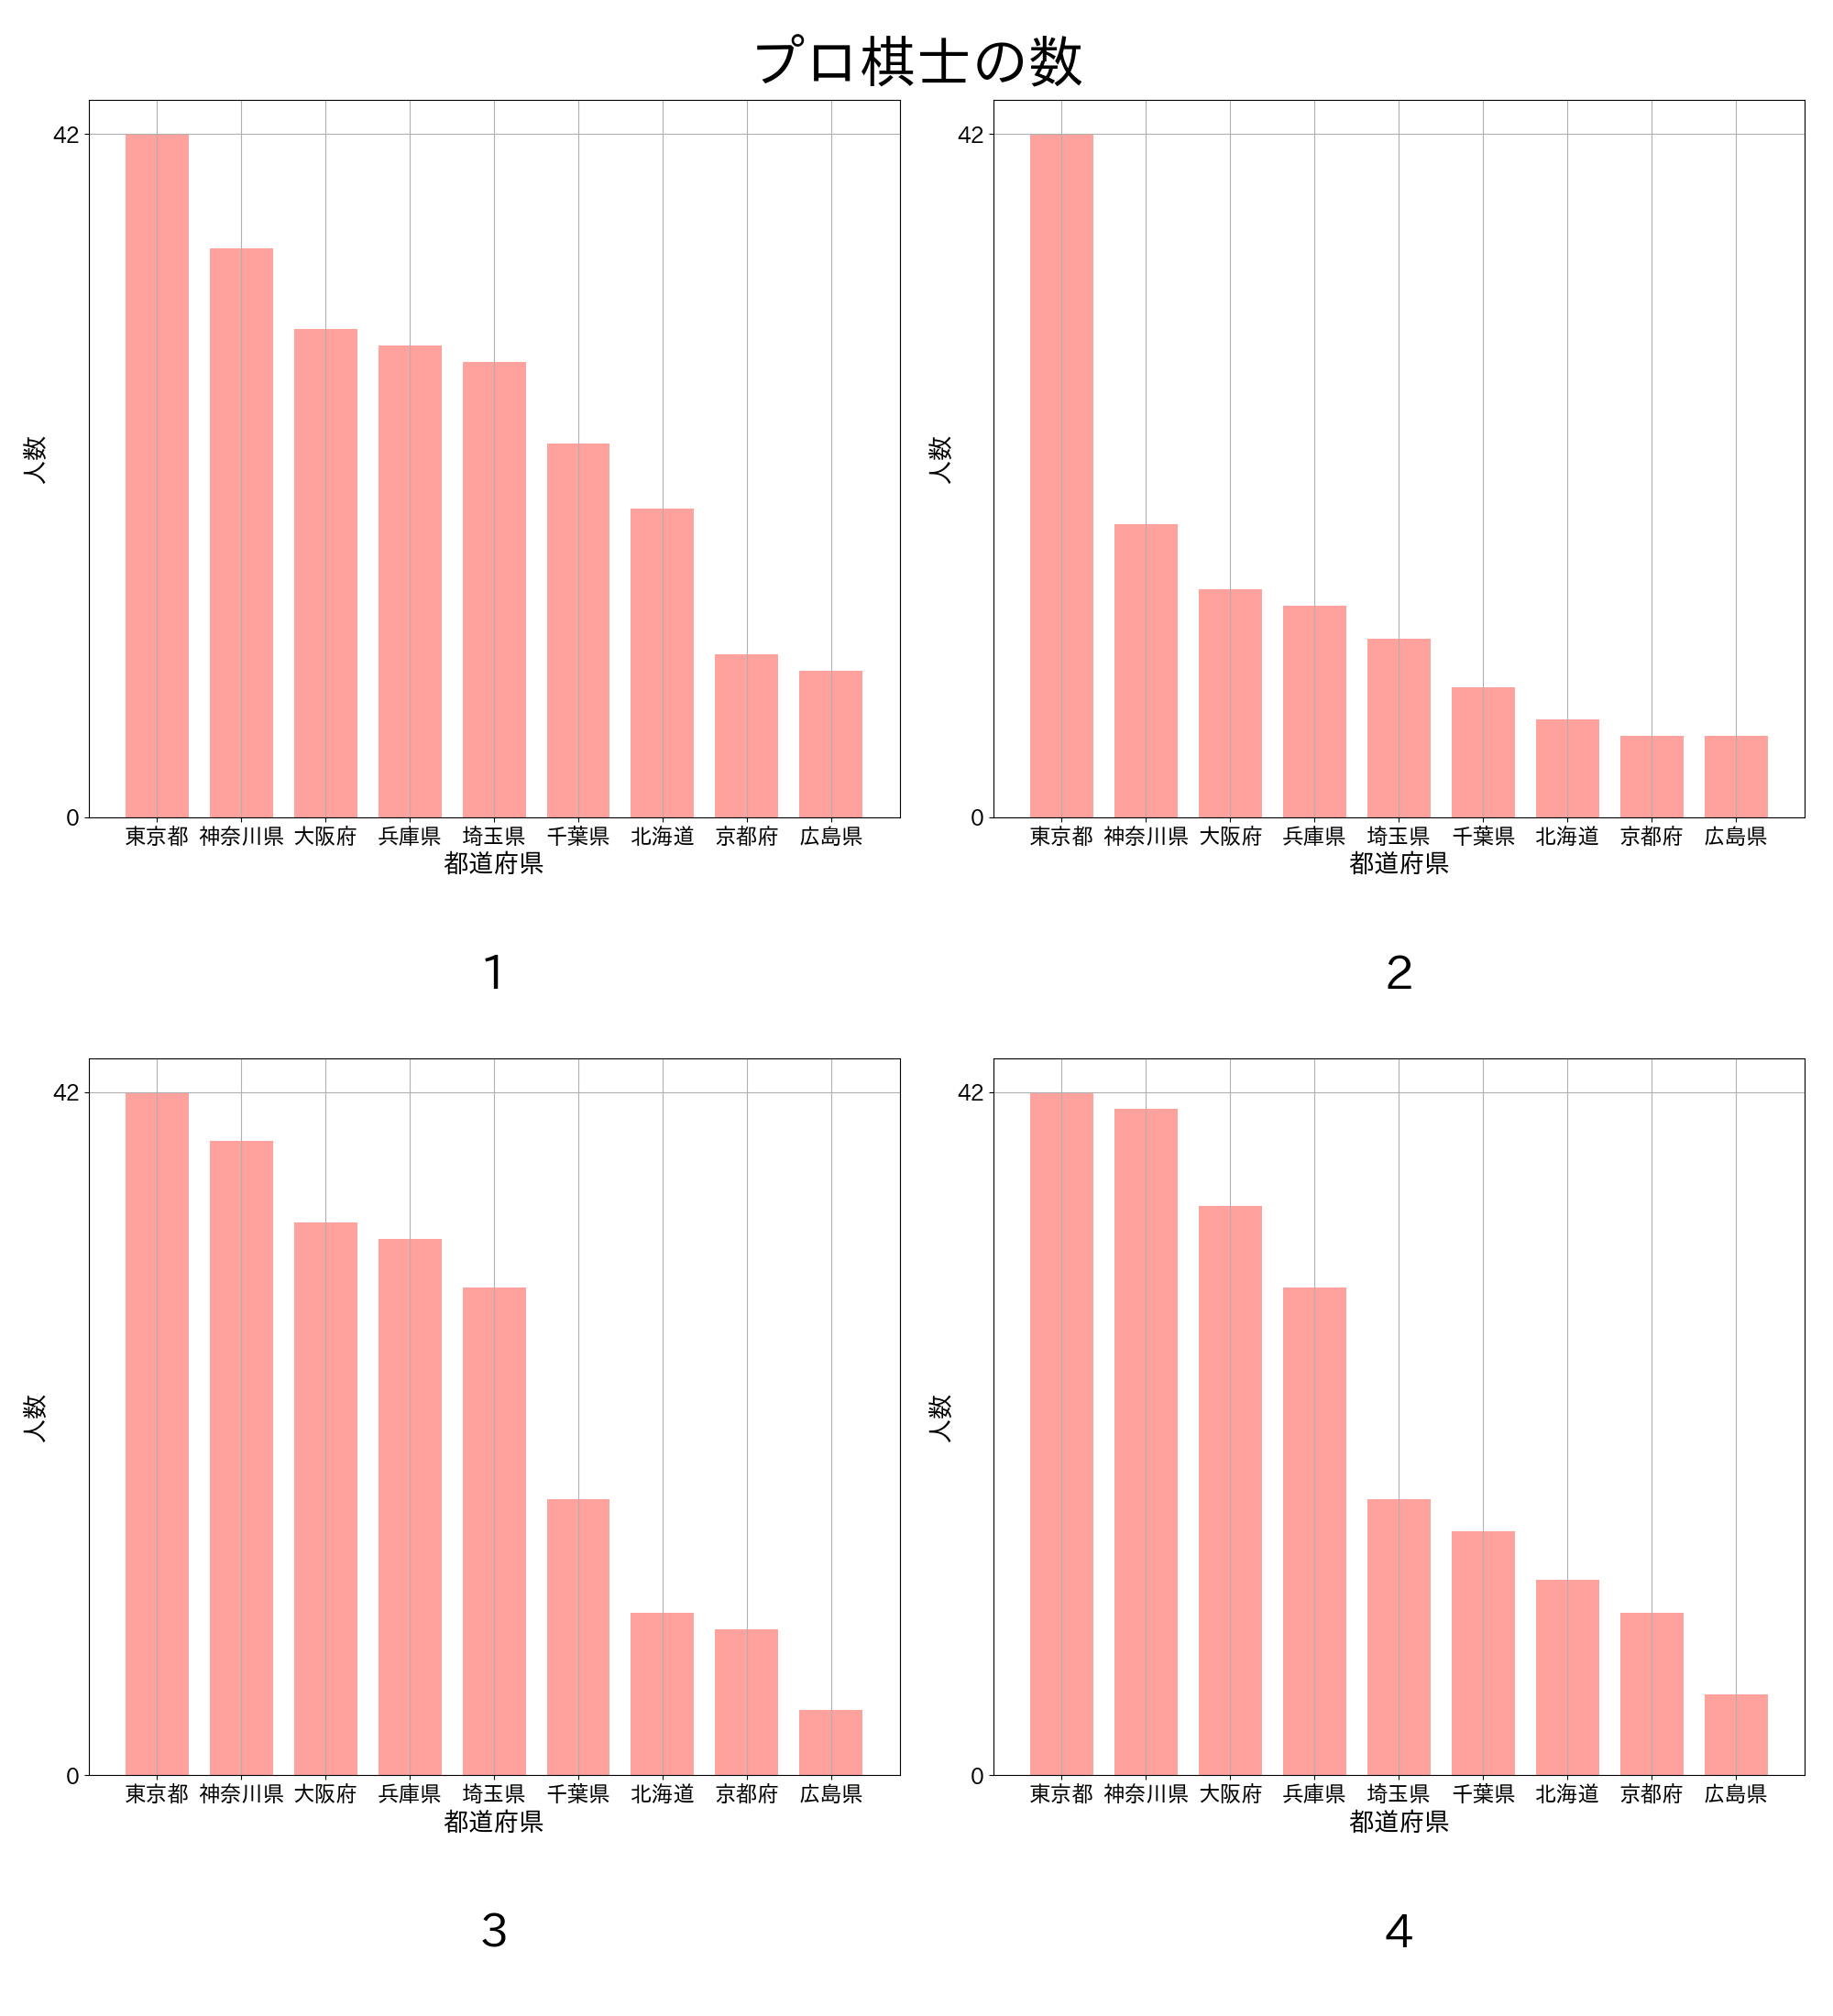 プロ棋士の数
42
0
人数
東京都 神奈川県 大阪府 兵庫県 埼玉県 千葉県 北海道 京都府 広島県
都道府県
1
42
0
人数
東京都 神奈川県 大阪府 兵庫県 埼玉県 千葉県 北海道 京都府 広島県
都道府県
2
42
0
人数
東京都 神奈川県 大阪府 兵庫県 埼玉県 千葉県 北海道 京都府 広島県
都道府県
3
42
0
人数
東京都 神奈川県 大阪府 兵庫県 埼玉県 千葉県 北海道 京都府 広島県
都道府県
4